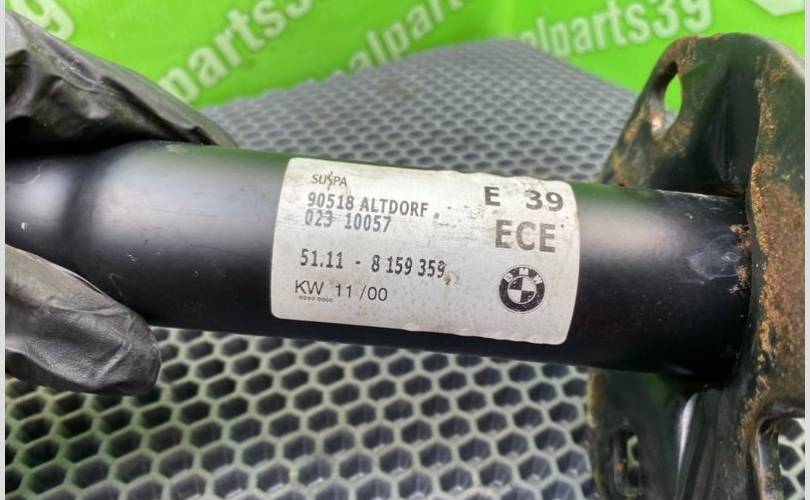 parts39
alparts39
SUSPA
90518 ALTDORF
023 10057
51.11 - 8 159 359
KW 11/00
E 39
ECE
BMW